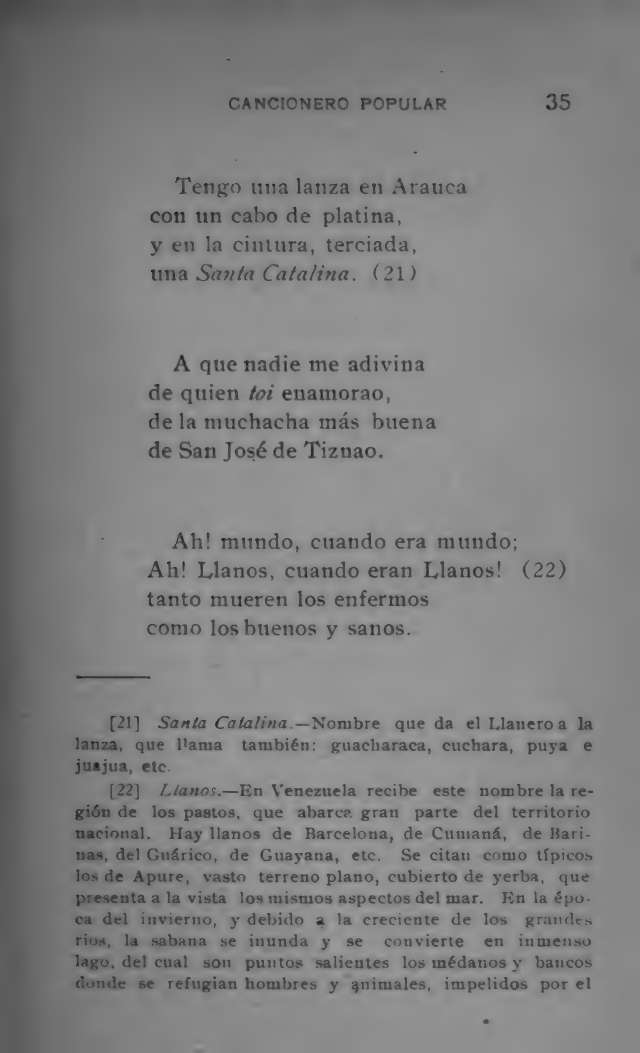 CANCIONERO POPULAR 35
Tengo una lanza en Arauca
con un cabo de platina,
y en la cintura, terciada,
una Santa Catalina. (21)
A que nadie me adivina
de quien toi enamorao,
de la muchacha más buena
de San José de Tiznao.
Ah! mundo, cuando era mundo;
Ah! Llanos, cuando eran Llanos! (22)
tanto mueren los enfermos
como los buenos y sanos.
[21] Santa Catalina.—Nombre que da el Llanero a la
lanza, que llama también: guacharaca, cuchara, puya e
juajua, etc.
[22] Llanos.—En Venezuela recibe este nombre la re-
gión de los pastos, que abarca gran parte del territorio
nacional. Hay llanos de Barcelona, de Cumaná, de Bari-
nas, del Guárico, de Guayana, etc. Se citan como típicos
los de Apure, vasto terreno plano, cubierto de yerba, que
presenta a la vista los mismos aspectos del mar. En la épo-
ca del invierno, y debido a la creciente de los grandes
rios, la sabana se inunda y se convierte en inmenso
lago, del cual son puntos salientes los médanos y bancos
donde se refugian hombres y animales, impelidos por el